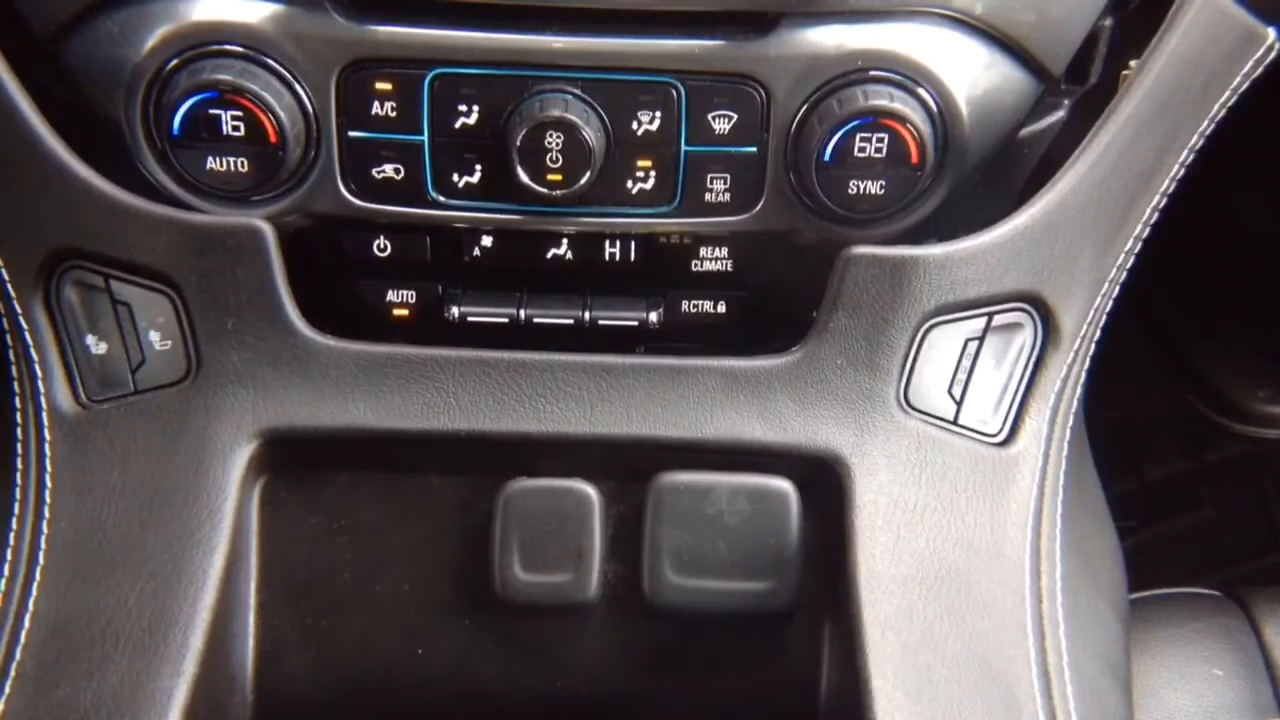 76
AUTO
A/C
REAR
68
SYNC
A
A
HI
REAR
CLIMATE
AUTO
RCTRL